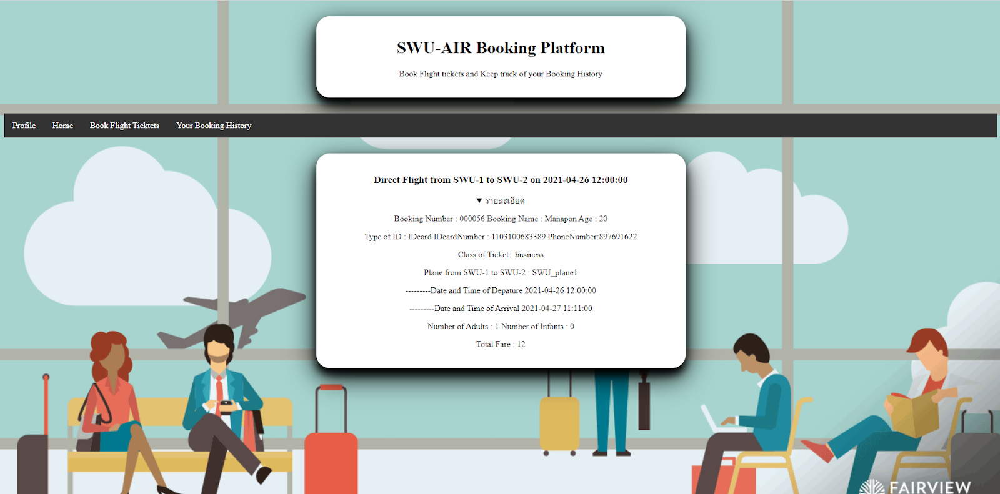 SWU-AIR Booking Platform
Book Flight tickets and Keep track of your Booking History
Profile Home Book Flight Ticktets Your Booking History
Direct Flight from SWU-1 to SWU-2 on 2021-04-26 12:00:00
▼ รายละเอียด
Booking Number : 000056 Booking Name : Manapon Age : 20
Type of ID : IDcard IDcardNumber : 1103100683389 PhoneNumber:897691622
Class of Ticket : business
Plane from SWU-1 to SWU-2 : SWU_plane1
---------Date and Time of Depature 2021-04-26 12:00:00
---------Date and Time of Arrival 2021-04-27 11:11:00
Number of Adults : 1 Number of Infants : 0
Total Fare : 12
FAIRVIEW